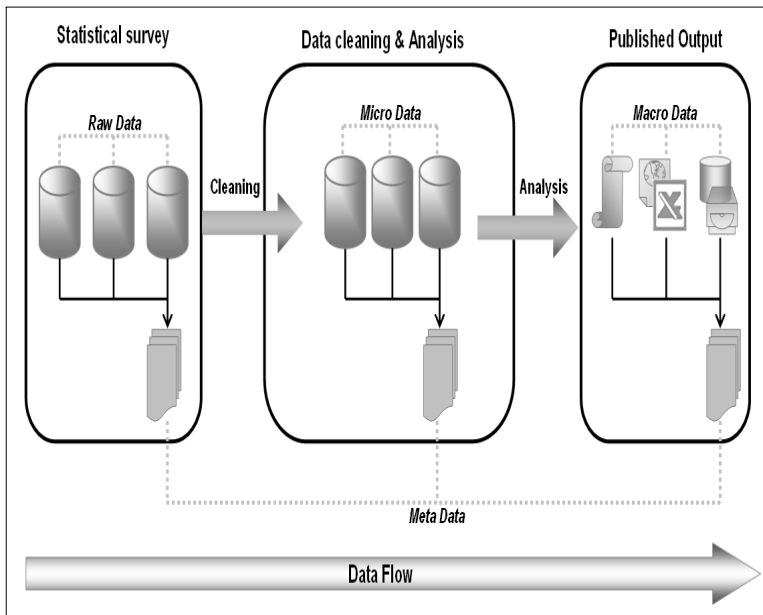 Statistical survey
Data cleaning & Analysis
Published Output
Raw Data
Micro Data
Macro Data
Cleaning
Analysis
X
Meta Data
Data Flow